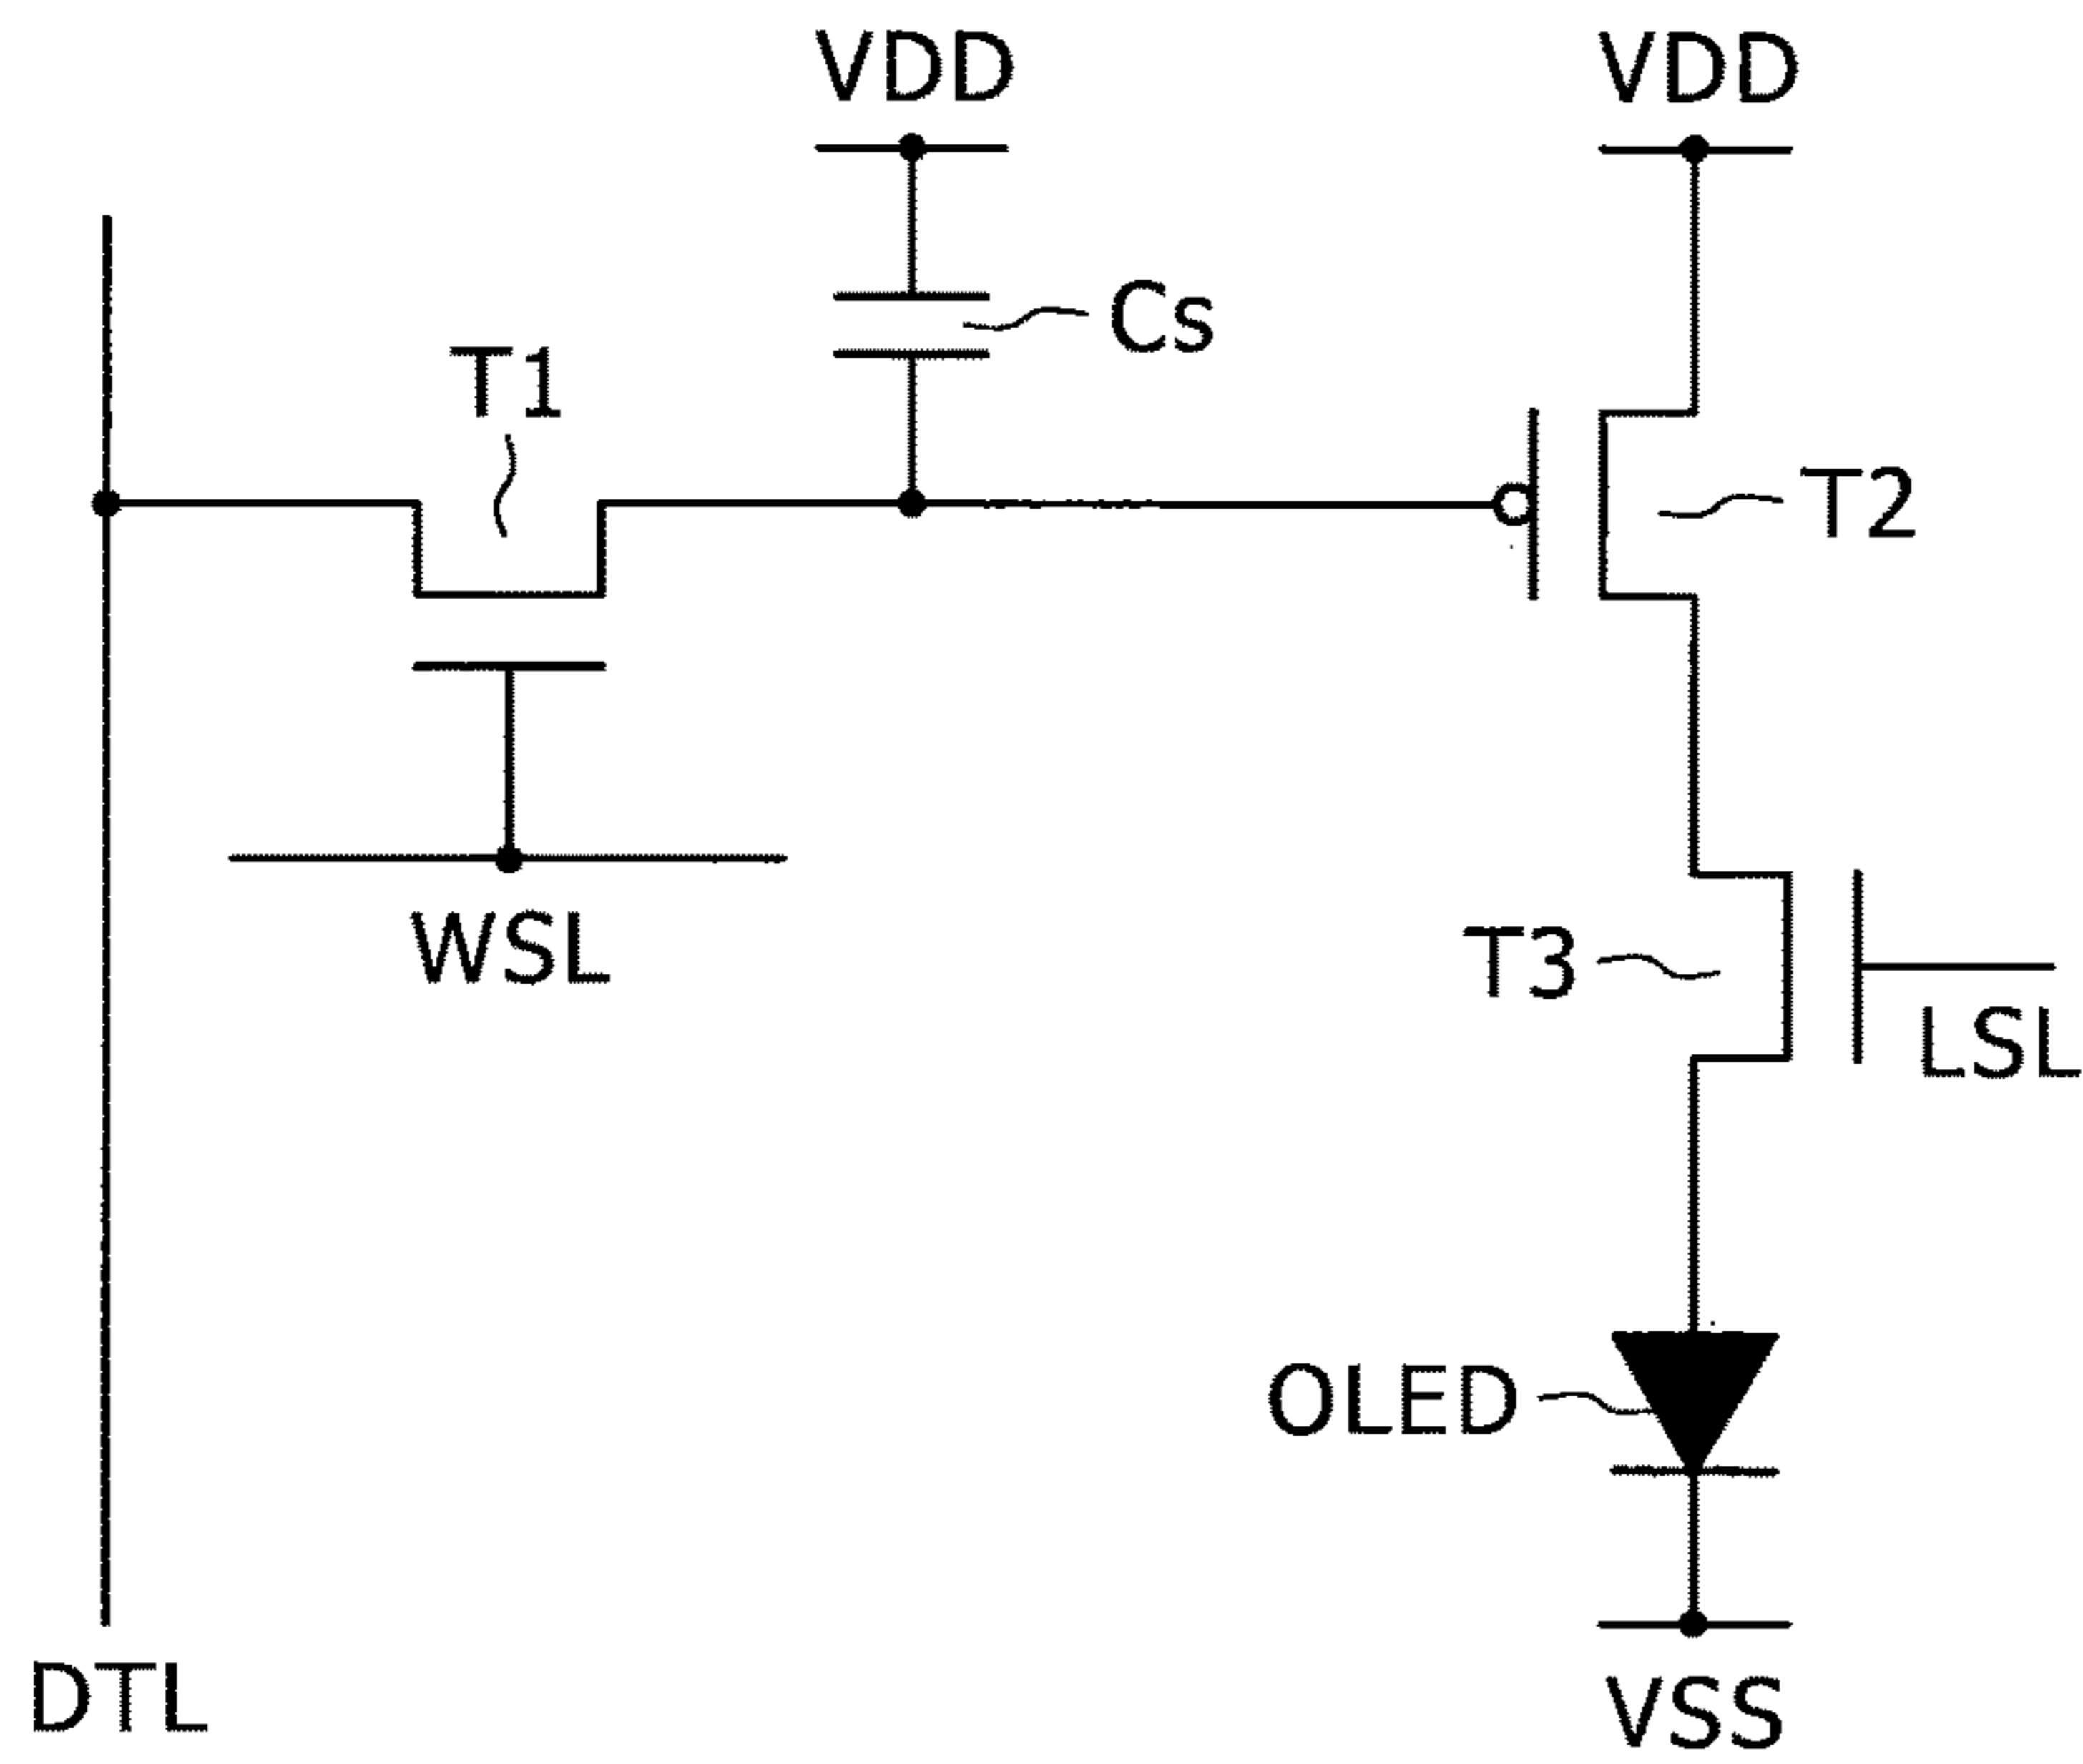 VDD
VDD
Cs
T1
T2
WSL
T3
LSL
OLED
DTL
VSS